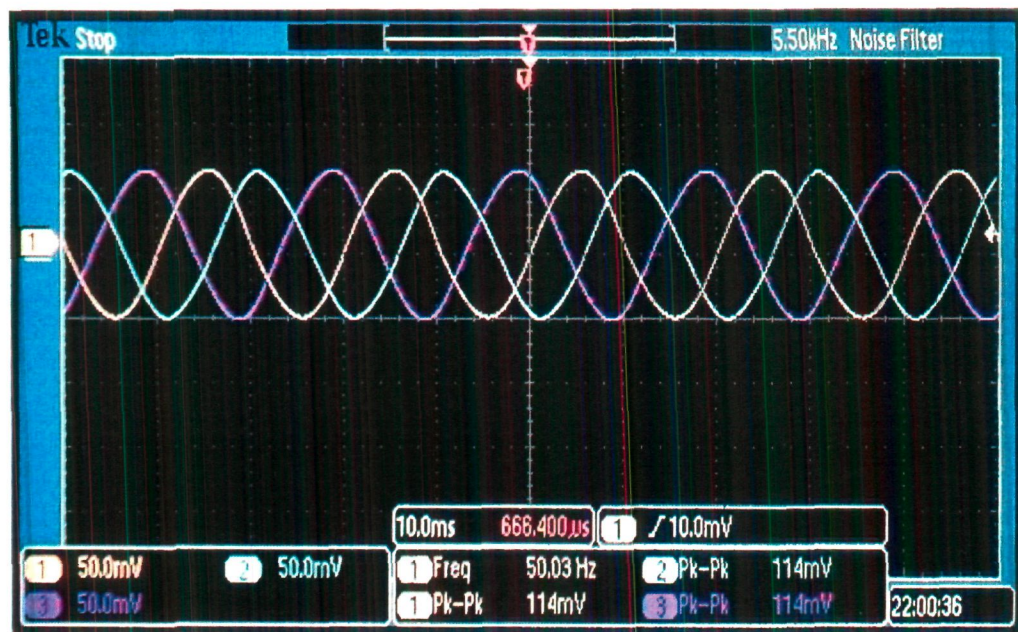 Tek Stop
5.50kHz Noise Filter
1
10.0ms 666.400µs 1 10.0mV
1 50.0mV 2 50.0mV
3 50.0mV
1 Freq 50.03 Hz 2 Pk-Pk 114mV
1 Pk-Pk 114mV 3 Pk-Pk 114mV
22:00:36